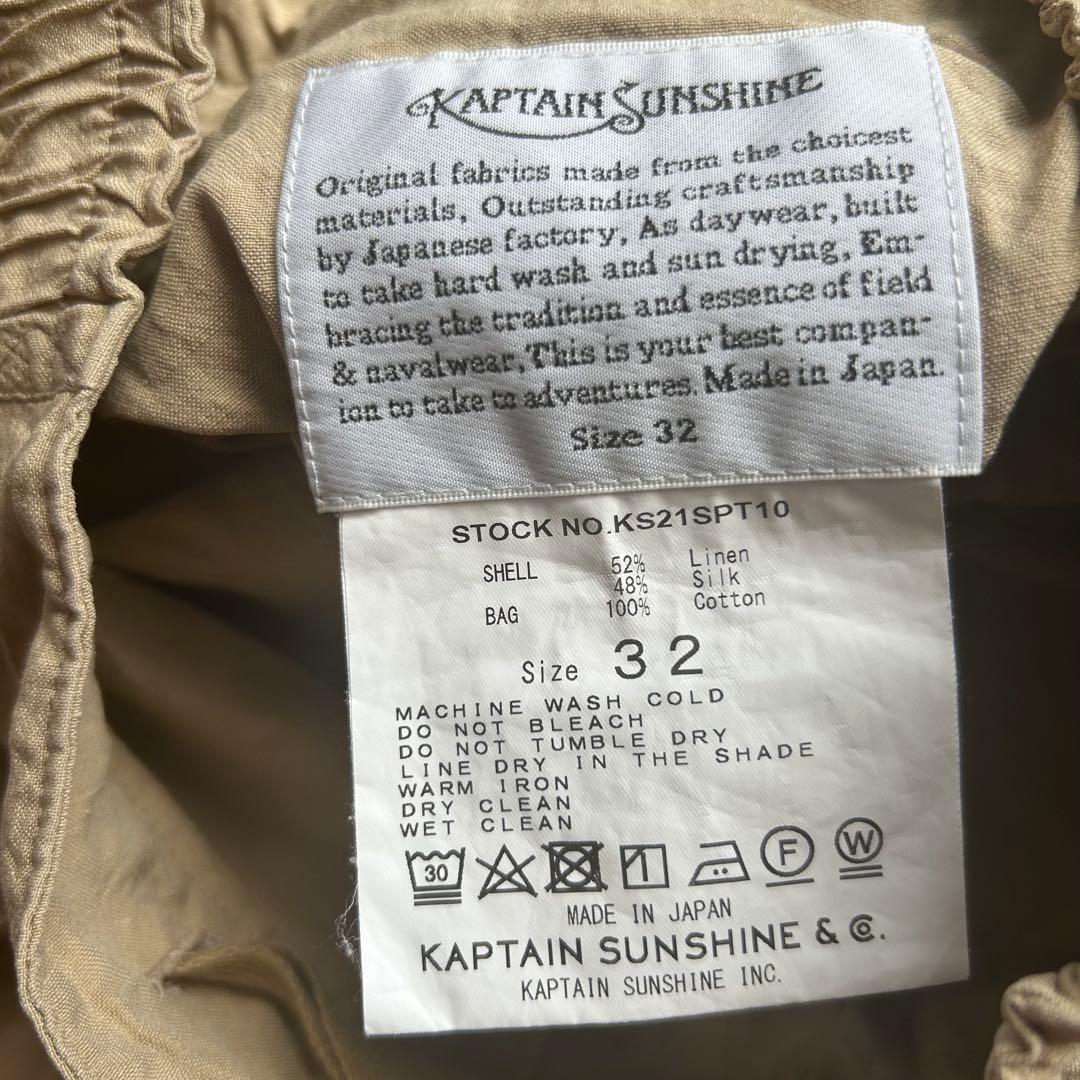 KAPTAIN SUNSHINE
Original fabrics made from the choicest
materials, Outstanding craftsmanship
by Japanese factory, As daywear, built
to take hard wash and sun drying, Em-
bracing the tradition and essence of field
& navalwear, This is your best compan-
ion to take to adventures. Made in Japan.
Size 32
STOCK NO.KS21SPT10
SHELL 52% Linen
48% Silk
BAG 100% Cotton
Size 32
MACHINE WASH COLD
DO NOT BLEACH
DO NOT TUMBLE DRY
LINE DRY IN THE SHADE
WARM IRON
DRY CLEAN
WET CLEAN
30 F W
MADE IN JAPAN
KAPTAIN SUNSHINE & Co.
KAPTAIN SUNSHINE INC.